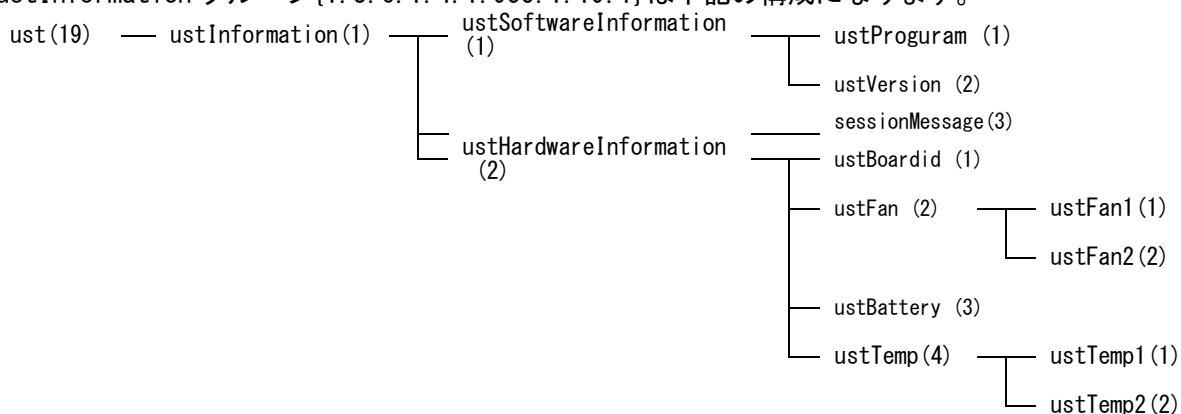 ust(19)
ustInformation(1)
ustSoftwareInformation
(1)
ustProguram (1)
ustVersion (2)
sessionMessage(3)
ustHardwareInformation
(2)
ustBoardid (1)
ustFan (2)
ustFan1(1)
ustFan2(2)
ustBattery (3)
ustTemp(4)
ustTemp1(1)
ustTemp2(2)